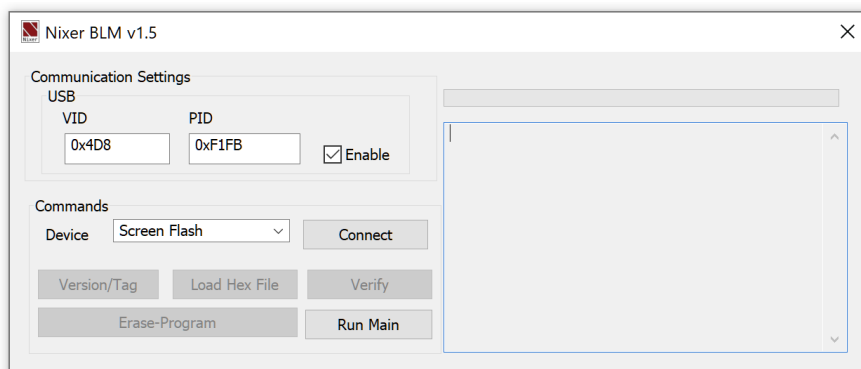 Nixer BLM v1.5
Communication Settings
USB
VID
PID
0x4D8
0xF1FB
Enable
Commands
Device
Screen Flash
Connect
Version/Tag
Load Hex File
Verify
Erase-Program
Run Main